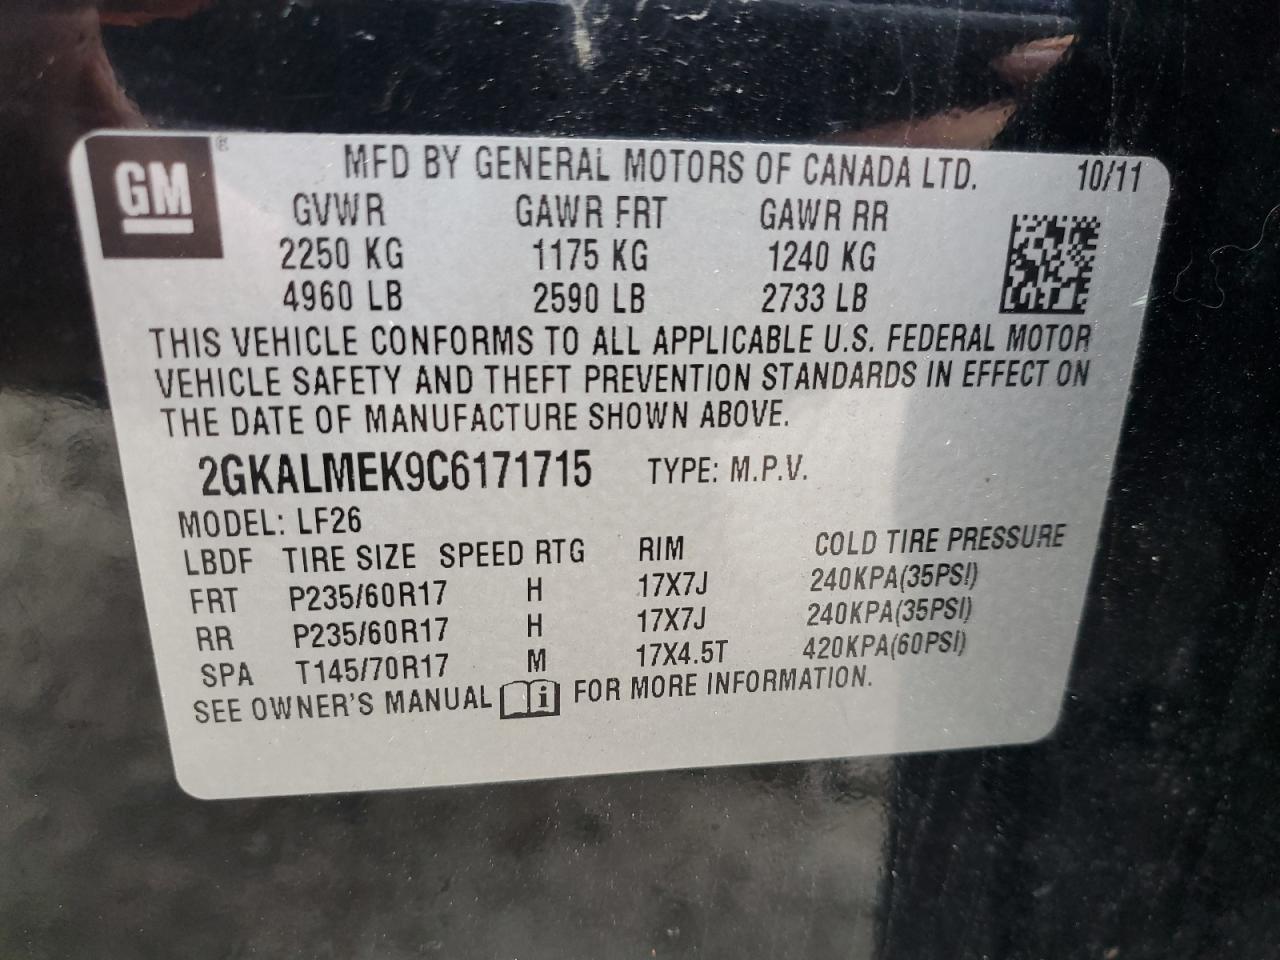 GM ® MFD BY GENERAL MOTORS OF CANADA LTD. 10/11
GVWR GAWR FRT GAWR RR
2250 KG 1175 KG 1240 KG
4960 LB 2590 LB 2733 LB
THIS VEHICLE CONFORMS TO ALL APPLICABLE U.S. FEDERAL MOTOR
VEHICLE SAFETY AND THEFT PREVENTION STANDARDS IN EFFECT ON
THE DATE OF MANUFACTURE SHOWN ABOVE.
2GKALMEK9C6171715 TYPE: M.P.V.
MODEL: LF26
LBDF TIRE SIZE SPEED RTG RIM COLD TIRE PRESSURE
FRT P235/60R17 H 17X7J 240KPA(35PSI)
RR P235/60R17 H 17X7J 240KPA(35PSI)
SPA T145/70R17 M 17X4.5T 420KPA(60PSI)
SEE OWNER'S MANUAL i FOR MORE INFORMATION.